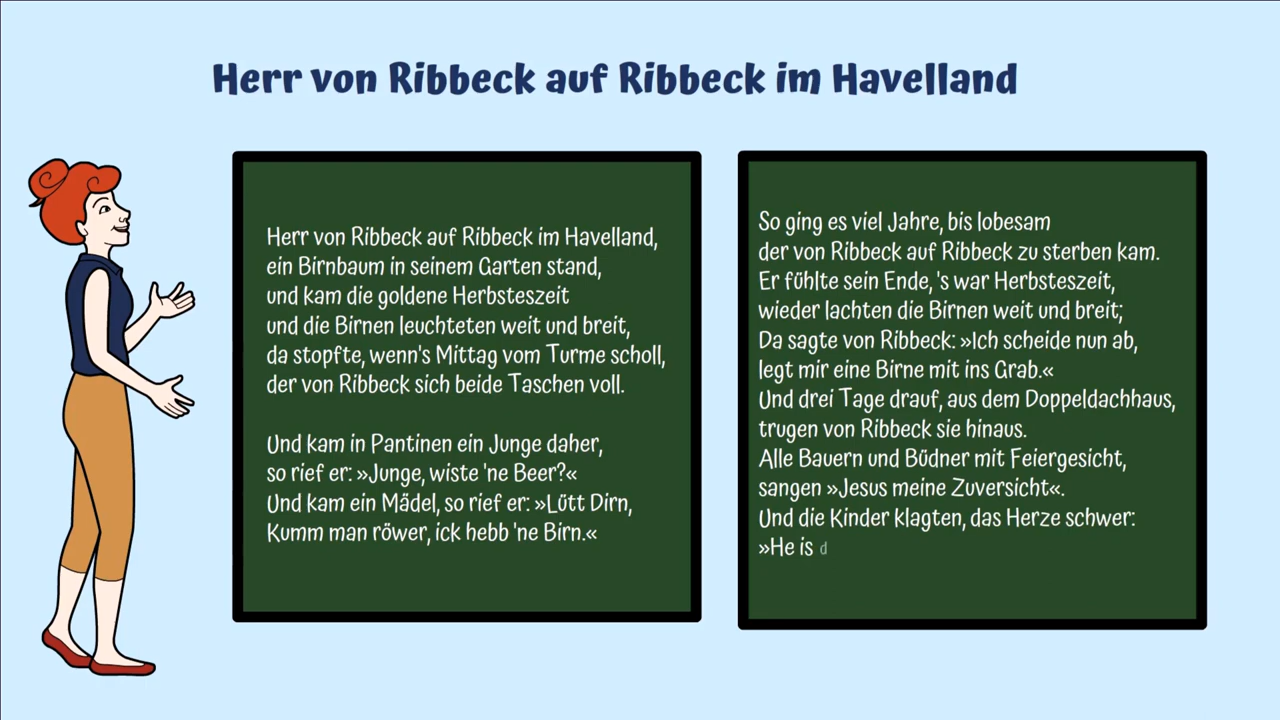 Herr von Ribbeck auf Ribbeck im Havelland
Herr von Ribbeck auf Ribbeck im Havelland,
ein Birnbaum in seinem Garten stand,
und kam die goldene Herbsteszeit
und die Birnen leuchteten weit und breit,
da stopfte, wenn's Mittag vom Turme scholl,
der von Ribbeck sich beide Taschen voll.
Und kam in Pantinen ein Junge daher,
so rief er: »Junge, wiste 'ne Beer?«
Und kam ein Mädel, so rief er: »Lütt Dirn,
Kumm man röwer, ick hebb 'ne Birn.«
So ging es viel Jahre, bis lobesam
der von Ribbeck auf Ribbeck zu sterben kam.
Er fühlte sein Ende, 's war Herbsteszeit,
wieder lachten die Birnen weit und breit;
Da sagte von Ribbeck: »Ich scheide nun ab,
legt mir eine Birne mit ins Grab.«
Und drei Tage drauf, aus dem Doppeldachhaus,
trugen von Ribbeck sie hinaus.
Alle Bauern und Büdner mit Feiergesicht,
sangen »Jesus meine Zuversicht«.
Und die Kinder klagten, das Herze schwer:
»He is d